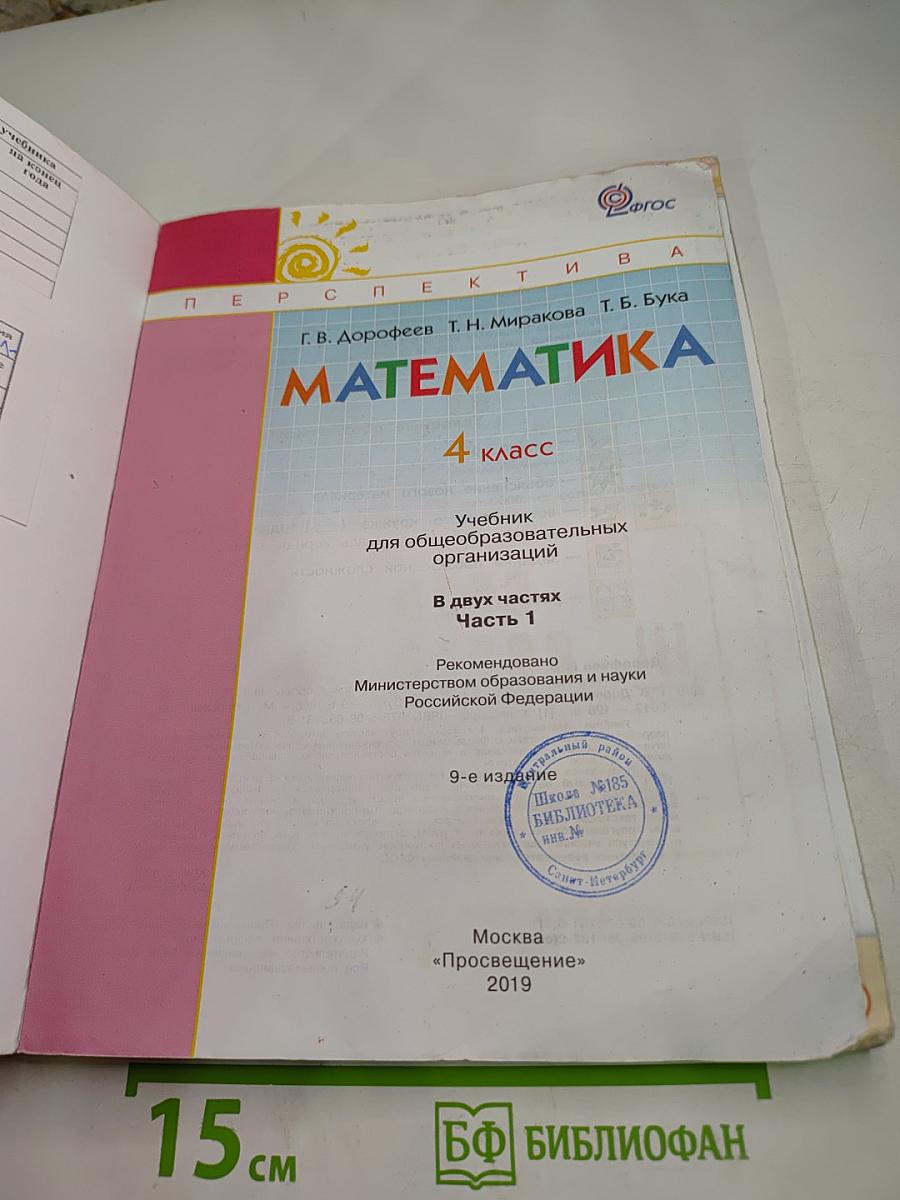 учебника
на конец
года
ФГОС
ПЕРСПЕКТИВА
Г. В. Дорофеев Т. Н. Миракова Т. Б. Бука
МАТЕМАТИКА
4 класс
Учебник
для общеобразовательных
организаций
В двух частях
Часть 1
Рекомендовано
Министерством образования и науки
Российской Федерации
9-е издание
Центральный район
Школа №185
БИБЛИОТЕКА
инв.№
Санкт-Петербург
54
Москва
«Просвещение»
2019
15 см
БФ БИБЛИОФАН